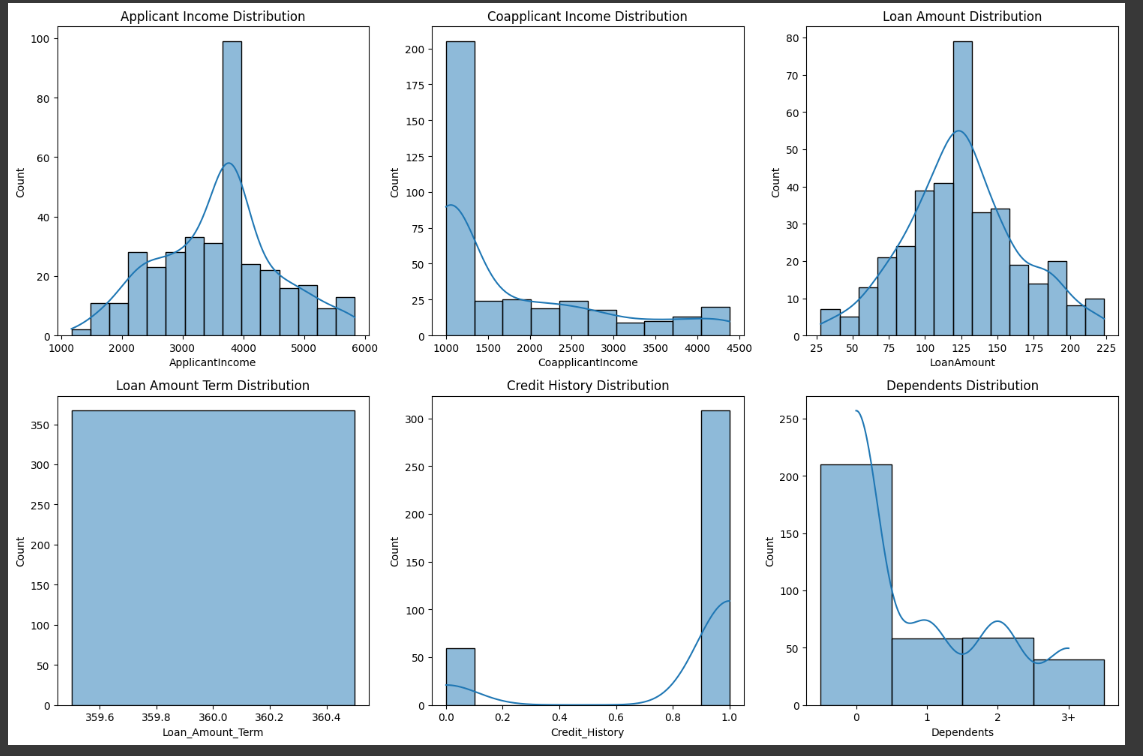 Applicant Income Distribution
100
80
60
40
20
0
Count
1000 2000 3000 4000 5000 6000
ApplicantIncome
Coapplicant Income Distribution
200
175
150
125
100
75
50
25
0
Count
1000 1500 2000 2500 3000 3500 4000 4500
CoapplicantIncome
Loan Amount Distribution
80
70
60
50
40
30
20
10
0
Count
25 50 75 100 125 150 175 200 225
LoanAmount
Loan Amount Term Distribution
350
300
250
200
150
100
50
0
Count
359.6 359.8 360.0 360.2 360.4
Loan_Amount_Term
Credit History Distribution
300
250
200
150
100
50
0
Count
0.0 0.2 0.4 0.6 0.8 1.0
Credit_History
Dependents Distribution
250
200
150
100
50
0
Count
0 1 2 3+
Dependents